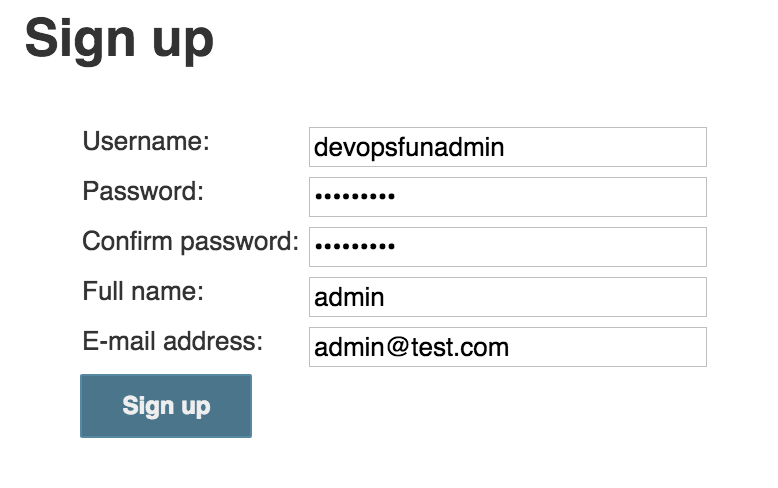 Sign up
Username: devopsfunadmin
Password: •••••••••
Confirm password: •••••••••
Full name: admin
E-mail address: admin@test.com
Sign up